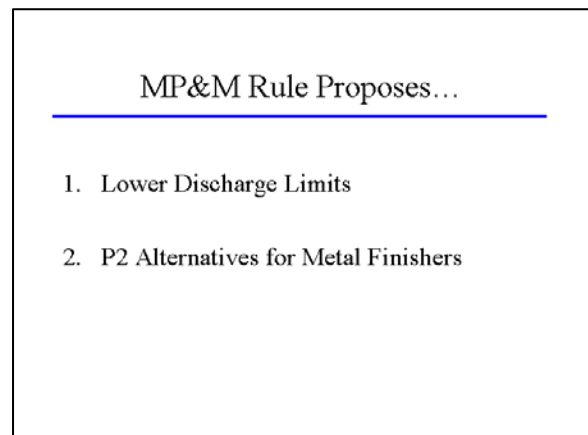 MP&M Rule Proposes…
1. Lower Discharge Limits
2. P2 Alternatives for Metal Finishers